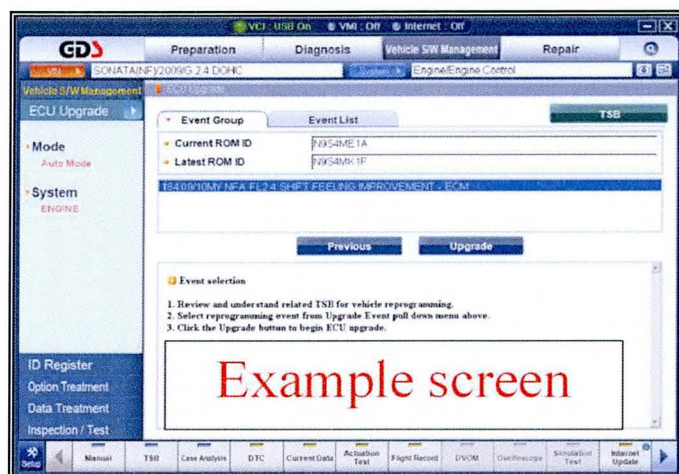 VCI : USB On VMI : Off Internet : Off
GDS Preparation Diagnosis Vehicle S/W Management Repair
VIN SONATA(NF)/2009/G 2.4 DOHC System Engine/Engine Control
Vehicle S/W Management ECU Upgrade
ECU Upgrade
Event Group Event List TSB
Mode
Auto Mode
System
ENGINE
Current ROM ID
Latest ROM ID
184.09/10MY NFA FL2.4 SHIFT FEELING IMPROVEMENT - ECM
Previous Upgrade
Event selection
1. Review and understand related TSB for vehicle reprogramming.
2. Select reprogramming event from Upgrade Event pull down menu above.
3. Click the Upgrade button to begin ECU upgrade.
Example screen
ID Register
Option Treatment
Data Treatment
Inspection / Test
Setup Manual TSB Case Analysis DTC Current Data Actuation Test Flight Record DVOM Oscilloscope Simulation Test Internet Update